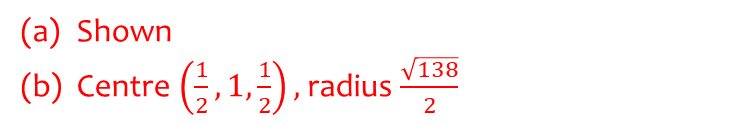 (a) Shown
(b) Centre (1/2, 1, 1/2), radius √138/2